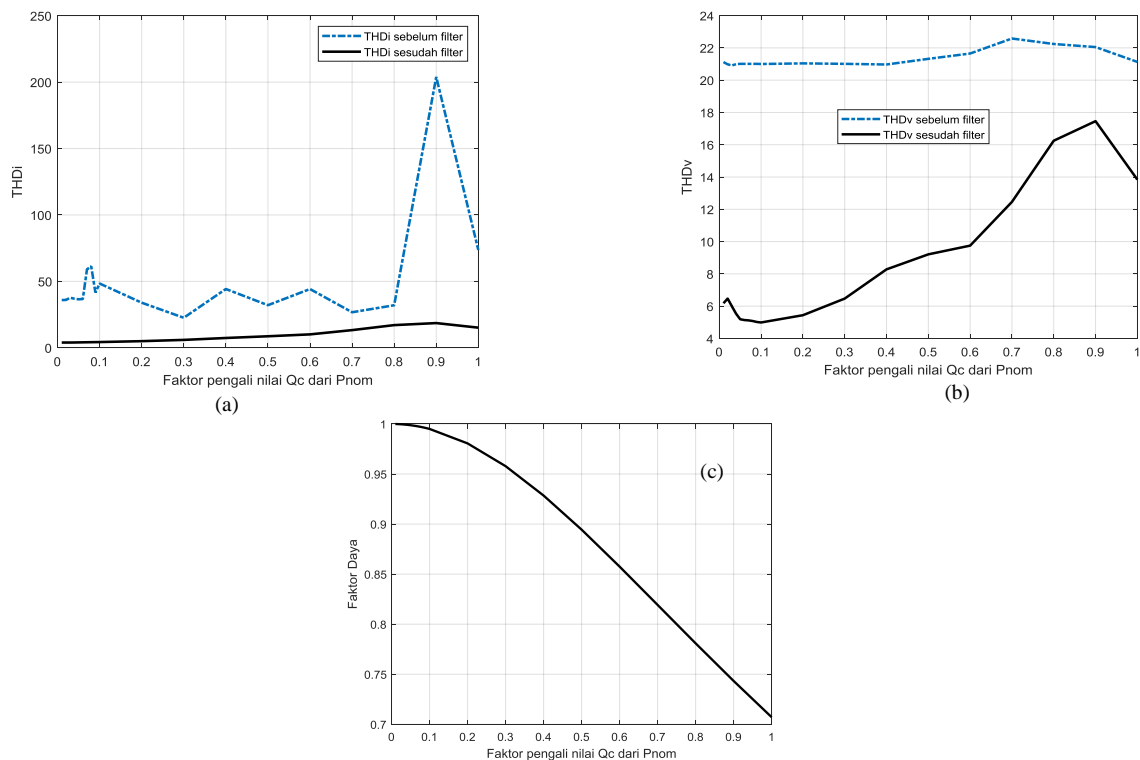 250
200
150
100
50
0
THDi
THDi sebelum filter
THDi sesudah filter
0 0.1 0.2 0.3 0.4 0.5 0.6 0.7 0.8 0.9 1
Faktor pengali nilai Qc dari Pnom
(a)
24
22
20
18
16
14
12
10
8
6
4
THDv
THDv sebelum filter
THDv sesudah filter
0 0.1 0.2 0.3 0.4 0.5 0.6 0.7 0.8 0.9 1
Faktor pengali nilai Qc dari Pnom
(b)
1
0.95
0.9
0.85
0.8
0.75
0.7
Faktor Daya
(c)
0 0.1 0.2 0.3 0.4 0.5 0.6 0.7 0.8 0.9 1
Faktor pengali nilai Qc dari Pnom